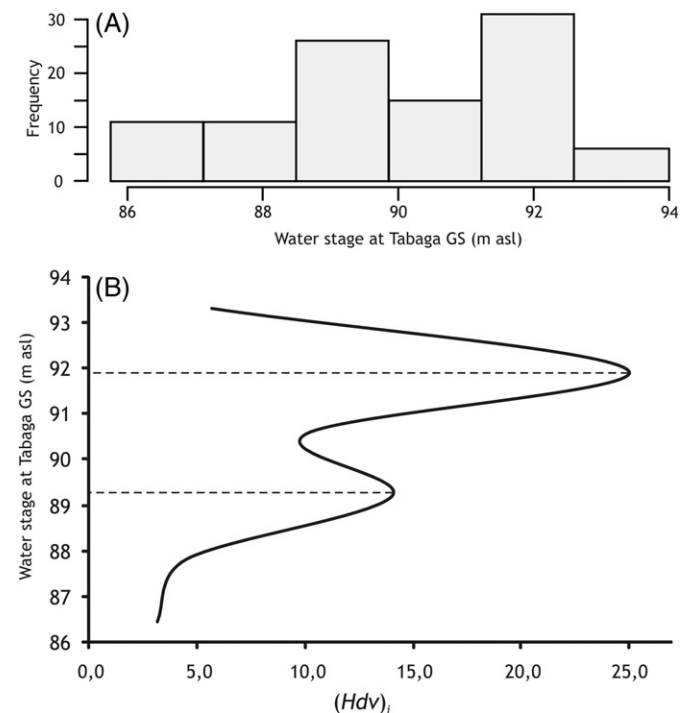 (A)
Frequency
30
20
10
0
86 88 90 92 94
Water stage at Tabaga GS (m asl)
(B)
Water stage at Tabaga GS (m asl)
94
93
92
91
90
89
88
87
86
0,0 5,0 10,0 15,0 20,0 25,0
(Hdv)i